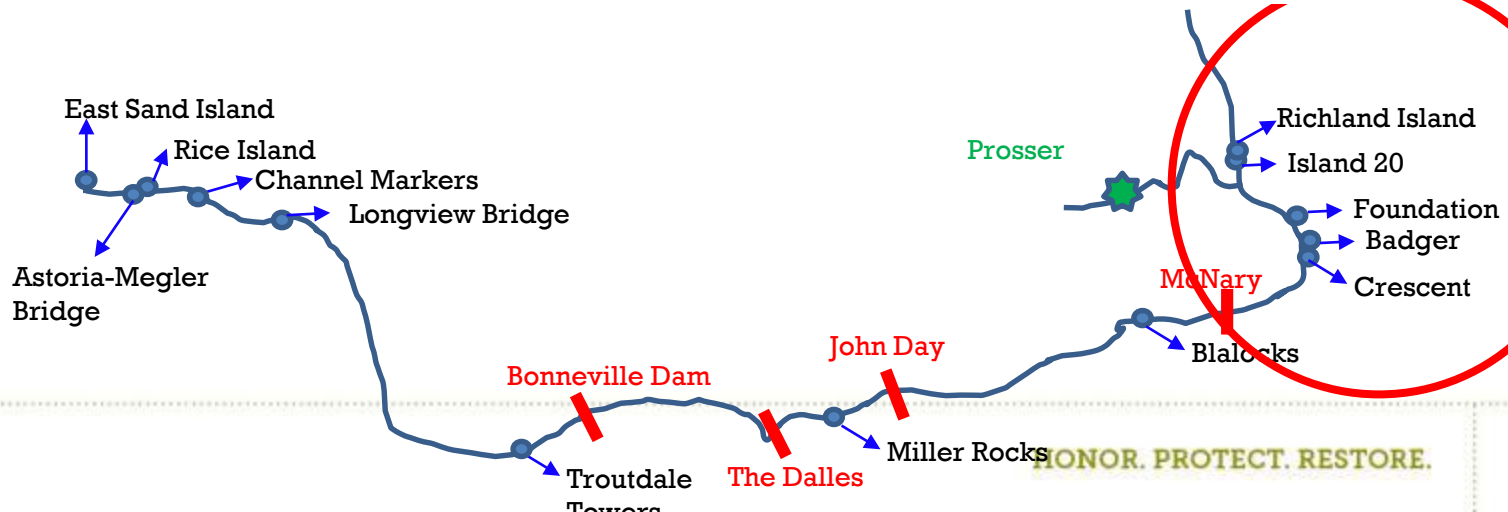 East Sand Island
Rice Island
Channel Markers
Longview Bridge
Astoria-Megler
Bridge
Prosser
Richland Island
Island 20
Foundation
Badger
Crescent
McNary
Blalocks
John Day
Bonneville Dam
Miller Rocks
The Dalles
Troutdale
Towers
HONOR. PROTECT. RESTORE.